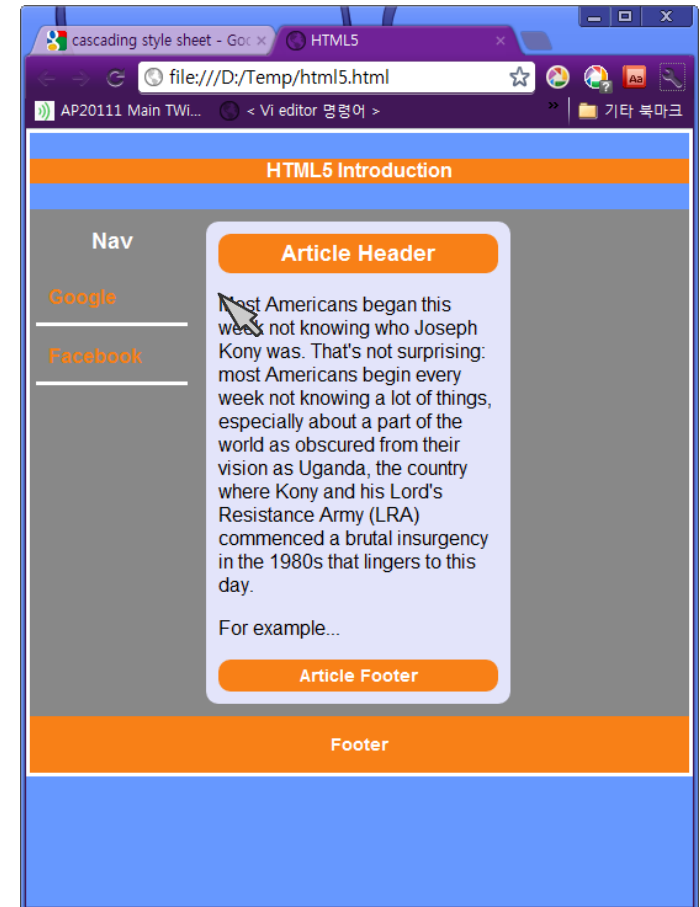 cascading style sheet - Goo
HTML5
file:///D:/Temp/html5.html
AP20111 Main TWi...
< Vi editor 명령어 >
»
기타 북마크
HTML5 Introduction
Nav
Google
Facebook
Article Header
Most Americans began this
week not knowing who Joseph
Kony was. That's not surprising:
most Americans begin every
week not knowing a lot of things,
especially about a part of the
world as obscured from their
vision as Uganda, the country
where Kony and his Lord's
Resistance Army (LRA)
commenced a brutal insurgency
in the 1980s that lingers to this
day.
For example...
Article Footer
Footer